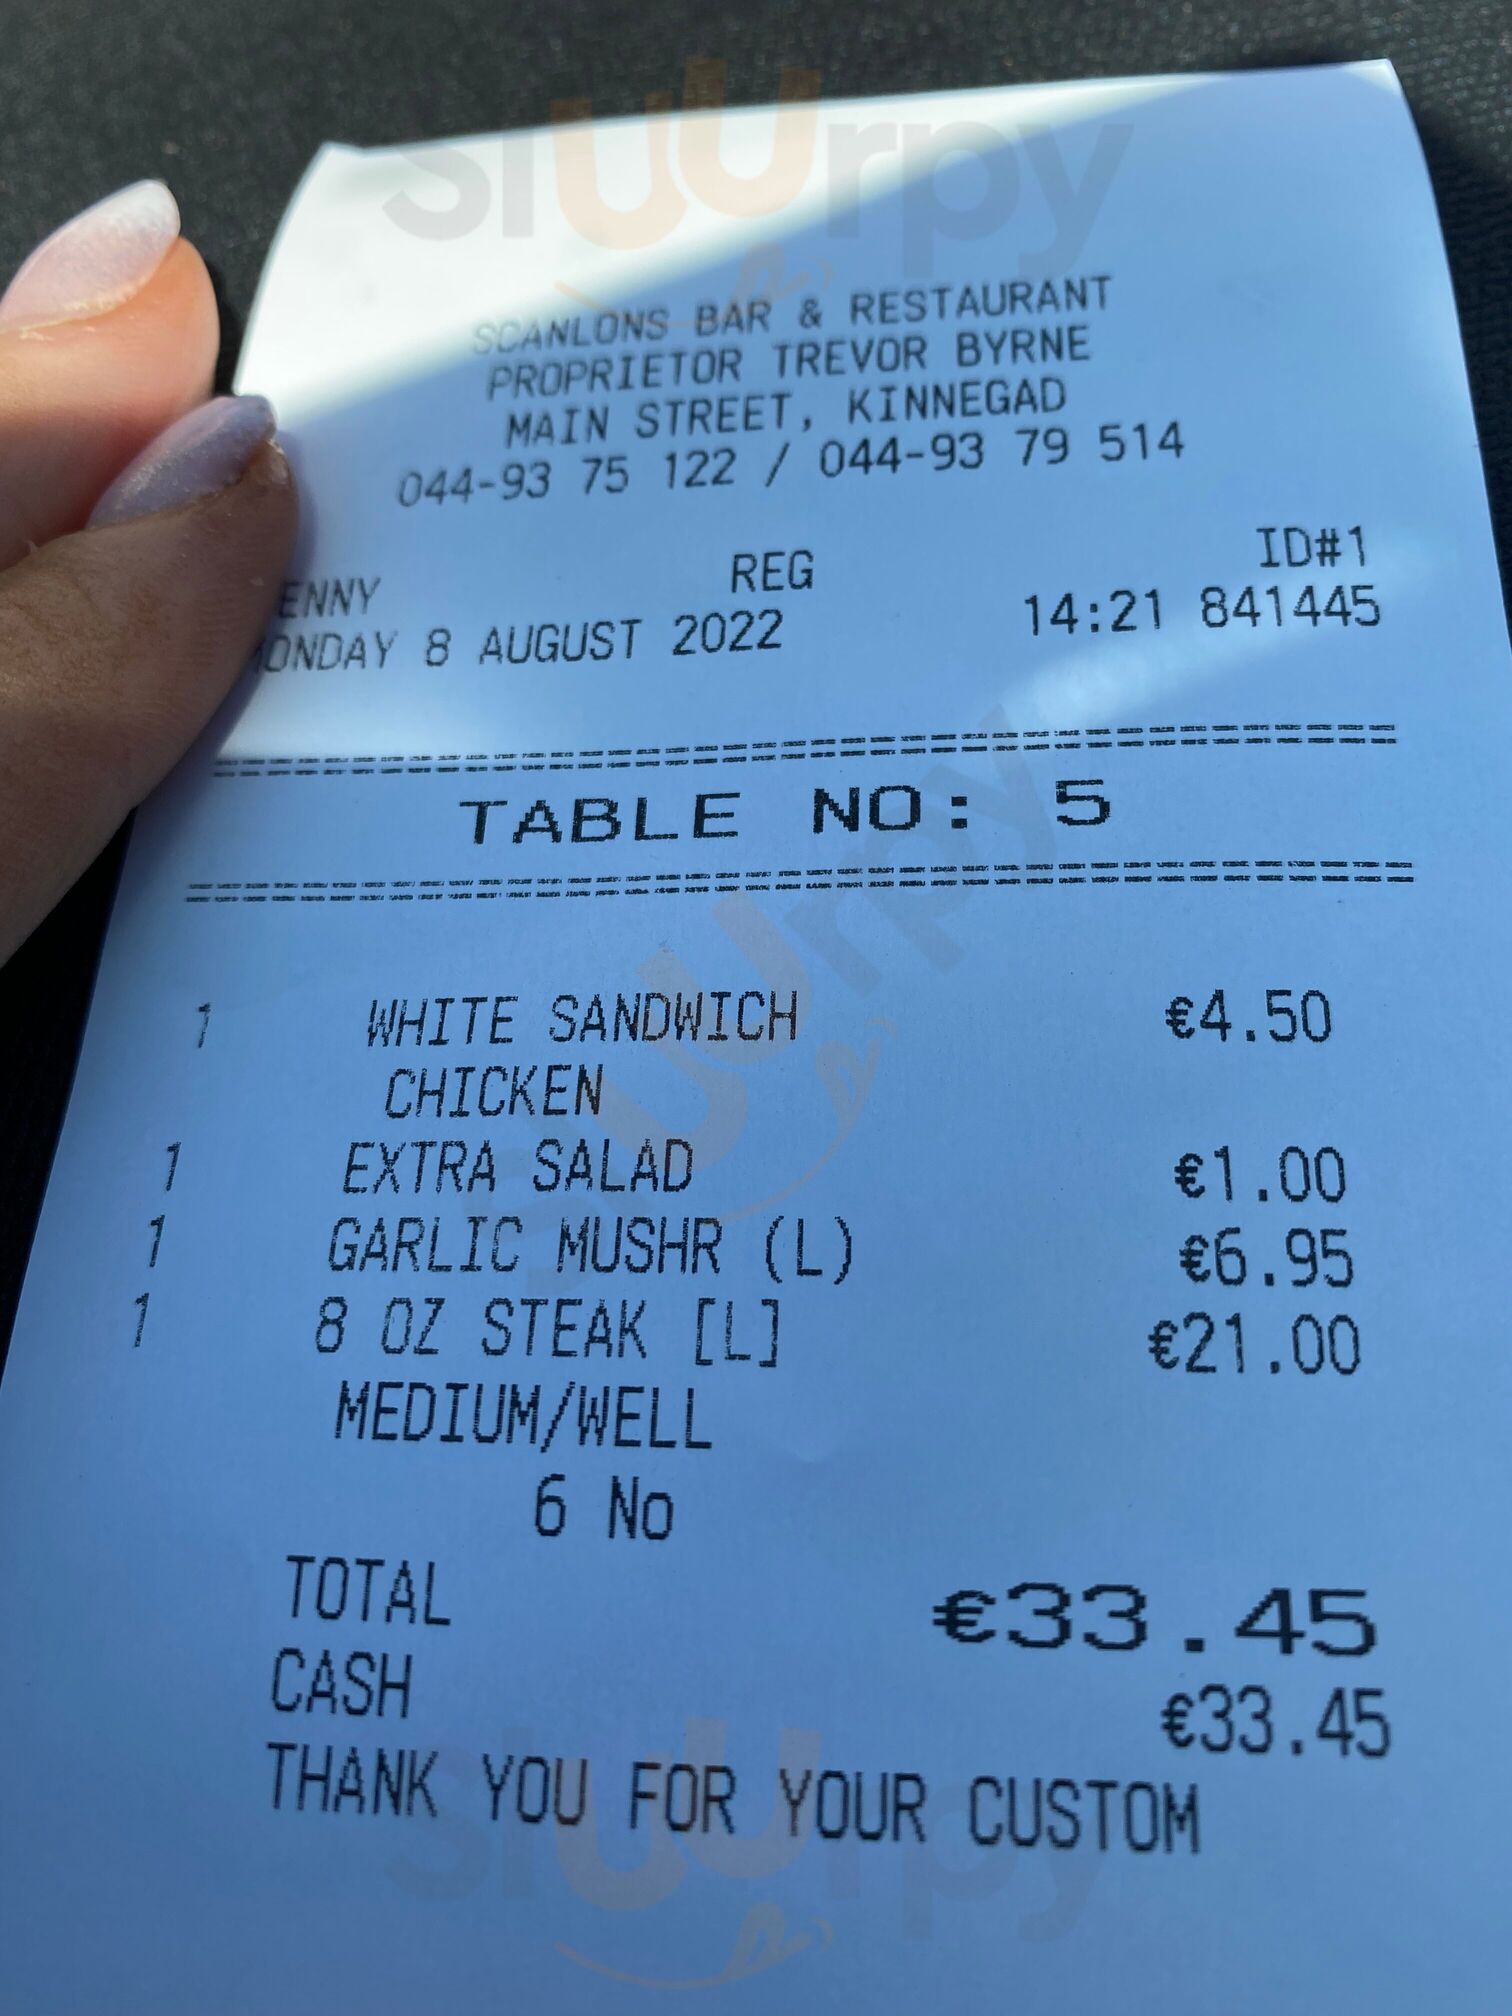 sluurpy
SCANLONS BAR & RESTAURANT
PROPRIETOR TREVOR BYRNE
MAIN STREET, KINNEGAD
044-93 75 122 / 044-93 79 514
ENNY REG ID#1
ONDAY 8 AUGUST 2022 14:21 841445
TABLE NO: 5
sluurpy
1 WHITE SANDWICH €4.50
CHICKEN
1 EXTRA SALAD €1.00
1 GARLIC MUSHR (L) €6.95
1 8 OZ STEAK [L] €21.00
MEDIUM/WELL
6 No
TOTAL €33.45
CASH €33.45
THANK YOU FOR YOUR CUSTOM
sluurpy